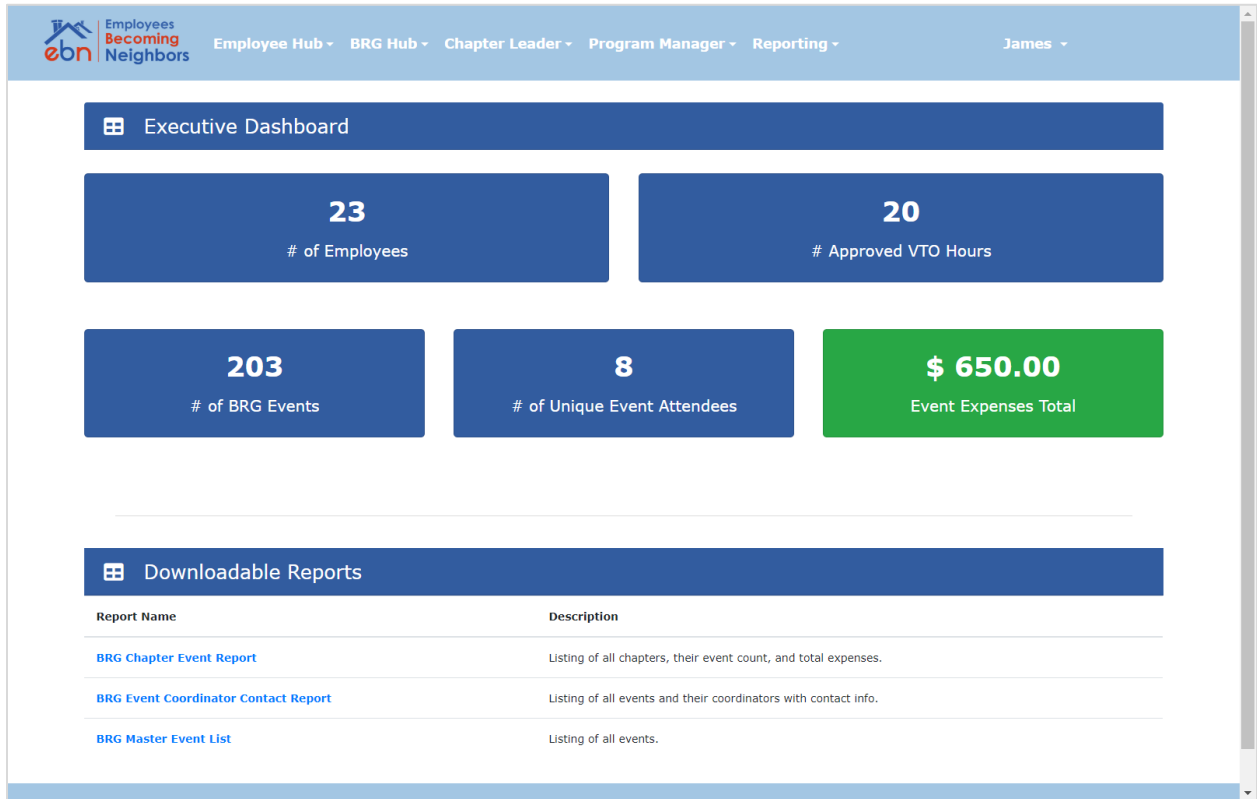 Employees
Becoming
Neighbors
ebn
Employee Hub BRG Hub Chapter Leader Program Manager Reporting James
Executive Dashboard
23
# of Employees
20
# Approved VTO Hours
203
# of BRG Events
8
# of Unique Event Attendees
$ 650.00
Event Expenses Total
Downloadable Reports
Report Name Description
BRG Chapter Event Report Listing of all chapters, their event count, and total expenses.
BRG Event Coordinator Contact Report Listing of all events and their coordinators with contact info.
BRG Master Event List Listing of all events.